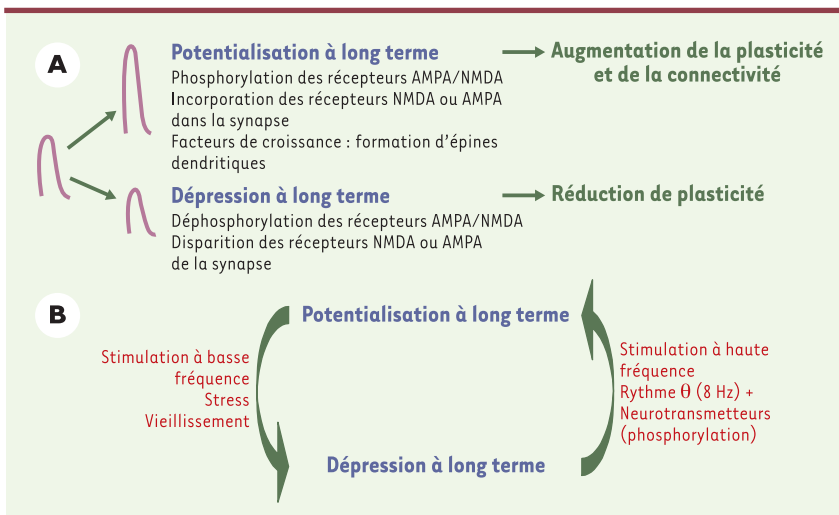 A
Potentialisation à long terme
Augmentation de la plasticité
et de la connectivité
Phosphorylation des récepteurs AMPA/NMDA
Incorporation des récepteurs NMDA ou AMPA
dans la synapse
Facteurs de croissance : formation d'épines
dendritiques
Dépression à long terme
Réduction de plasticité
Déphosphorylation des récepteurs AMPA/NMDA
Disparition des récepteurs NMDA ou AMPA
de la synapse
B
Potentialisation à long terme
Stimulation à basse
fréquence
Stress
Vieillissement
Stimulation à haute
fréquence
Rythme θ (8 Hz) +
Neurotransmetteurs
(phosphorylation)
Dépression à long terme